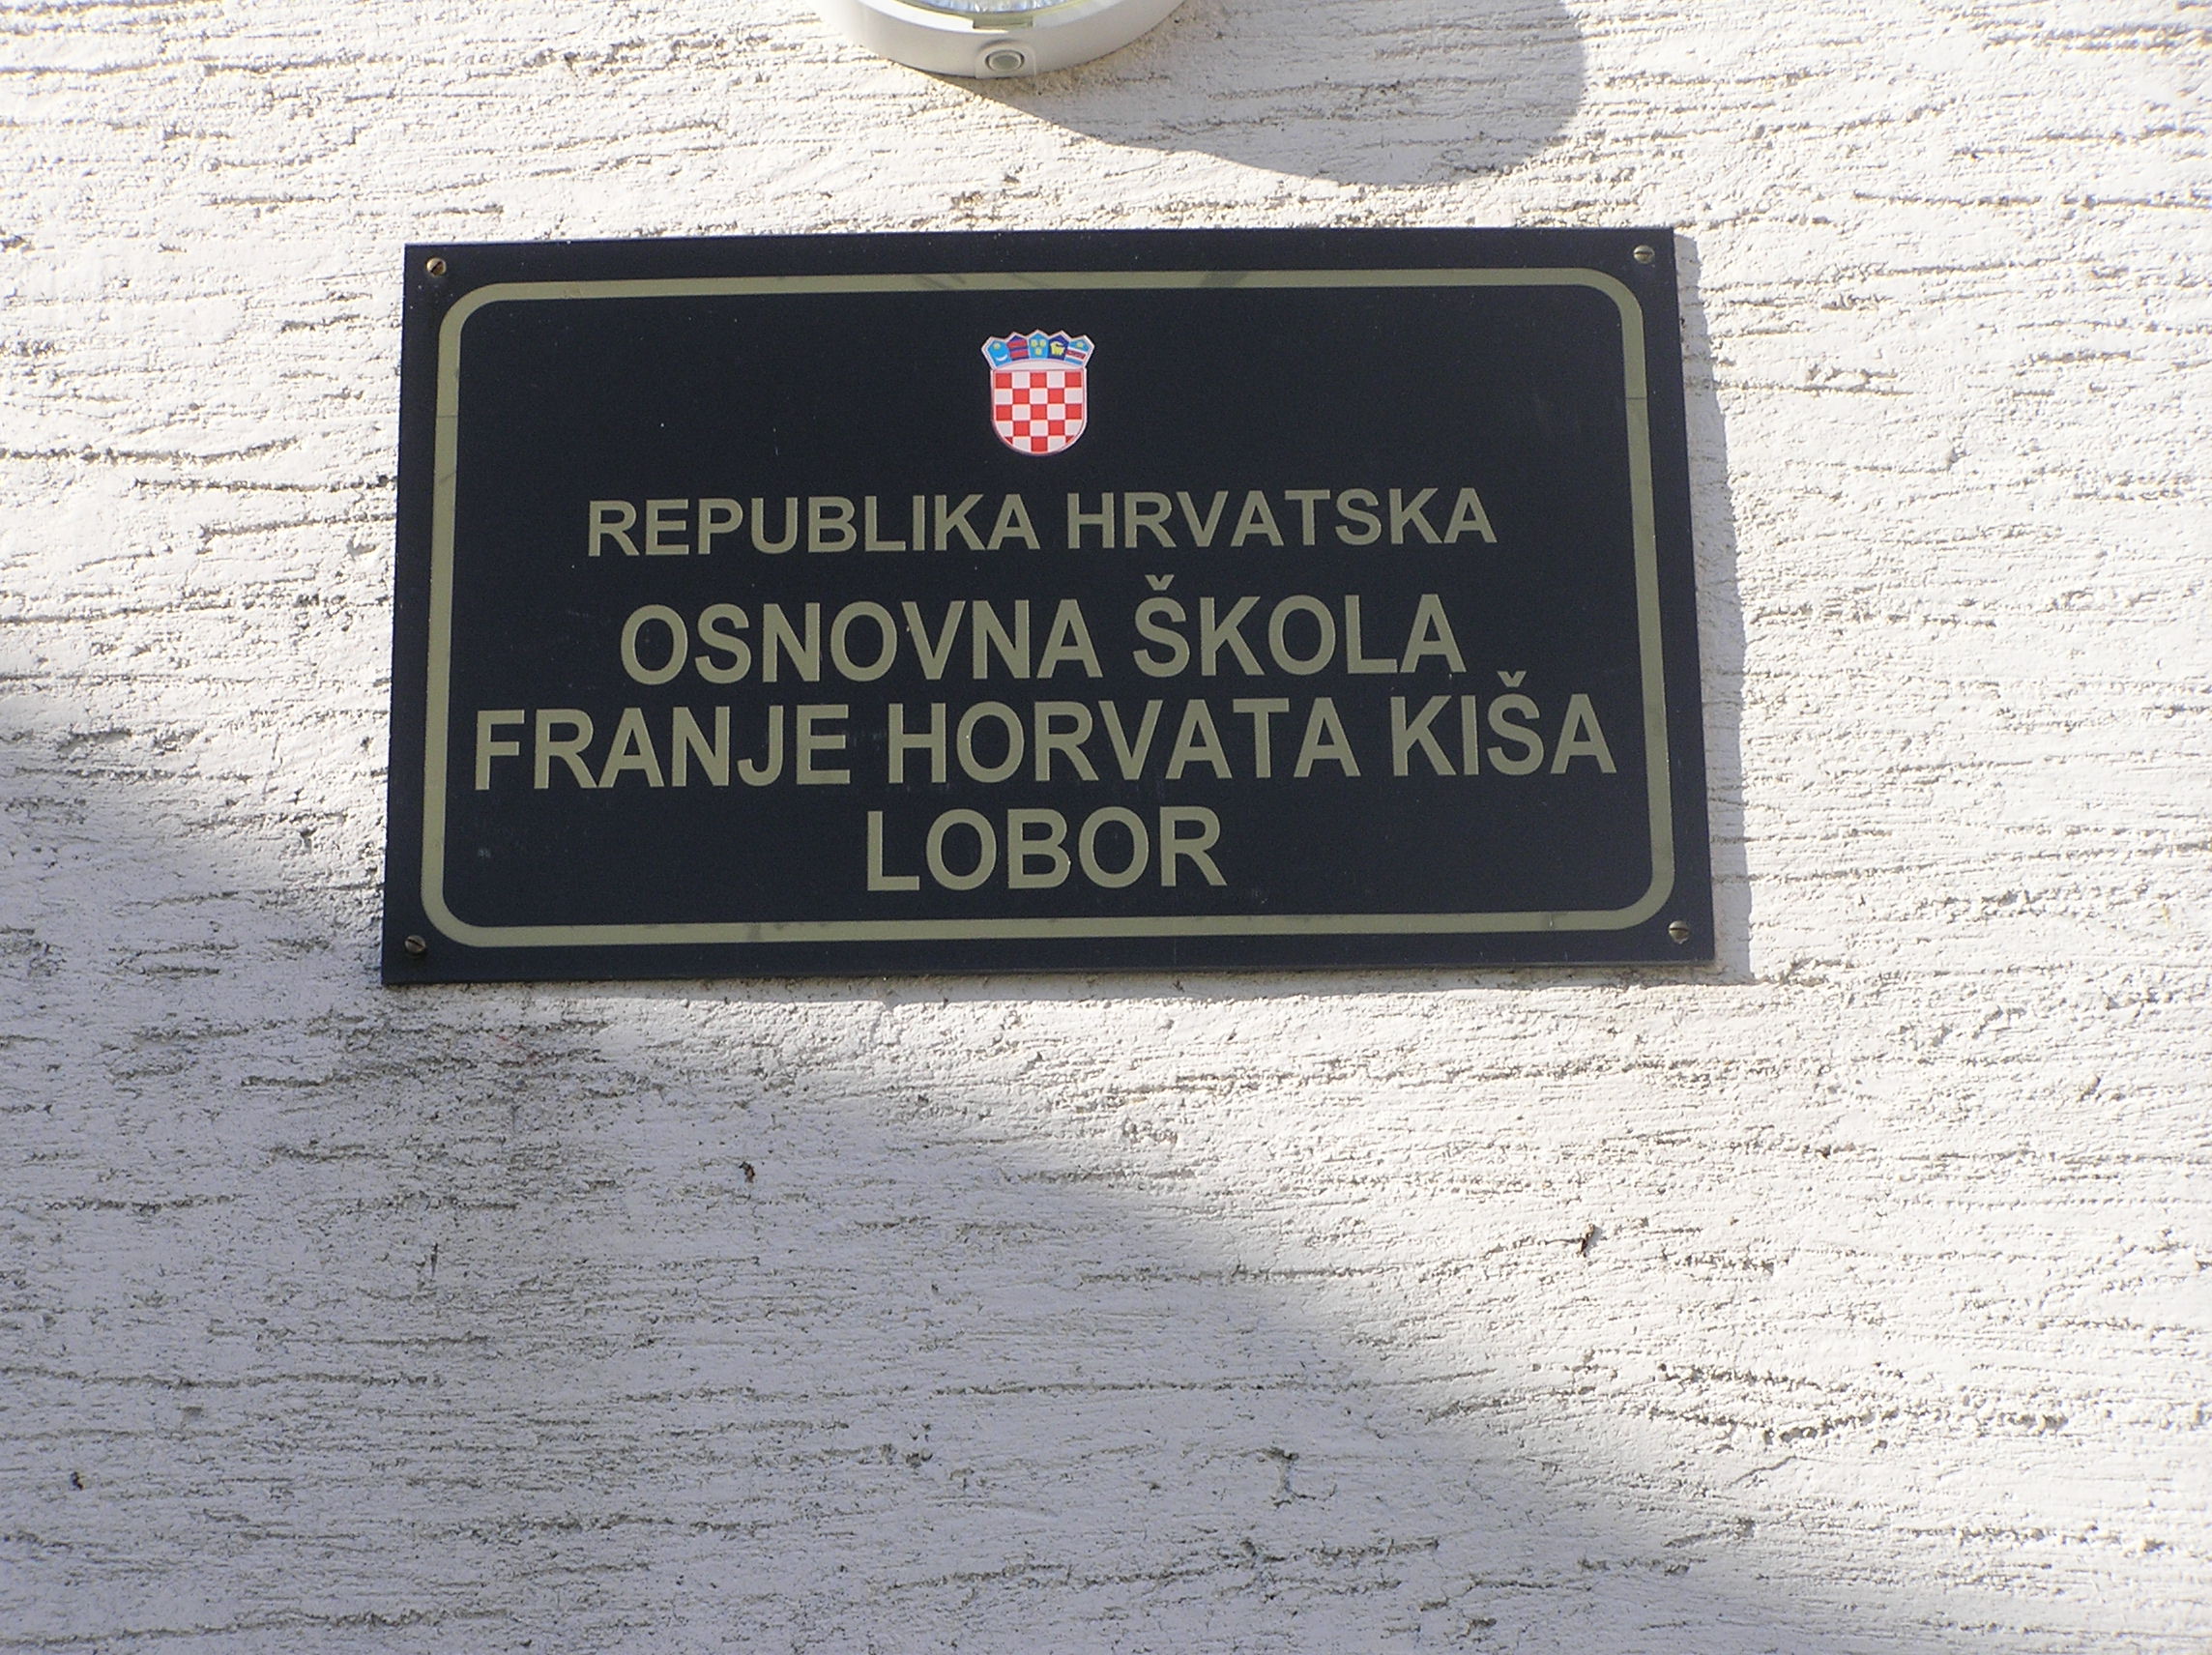 REPUBLIKA HRVATSKA
OSNOVNA ŠKOLA
FRANJE HORVATA KIŠA
LOBOR